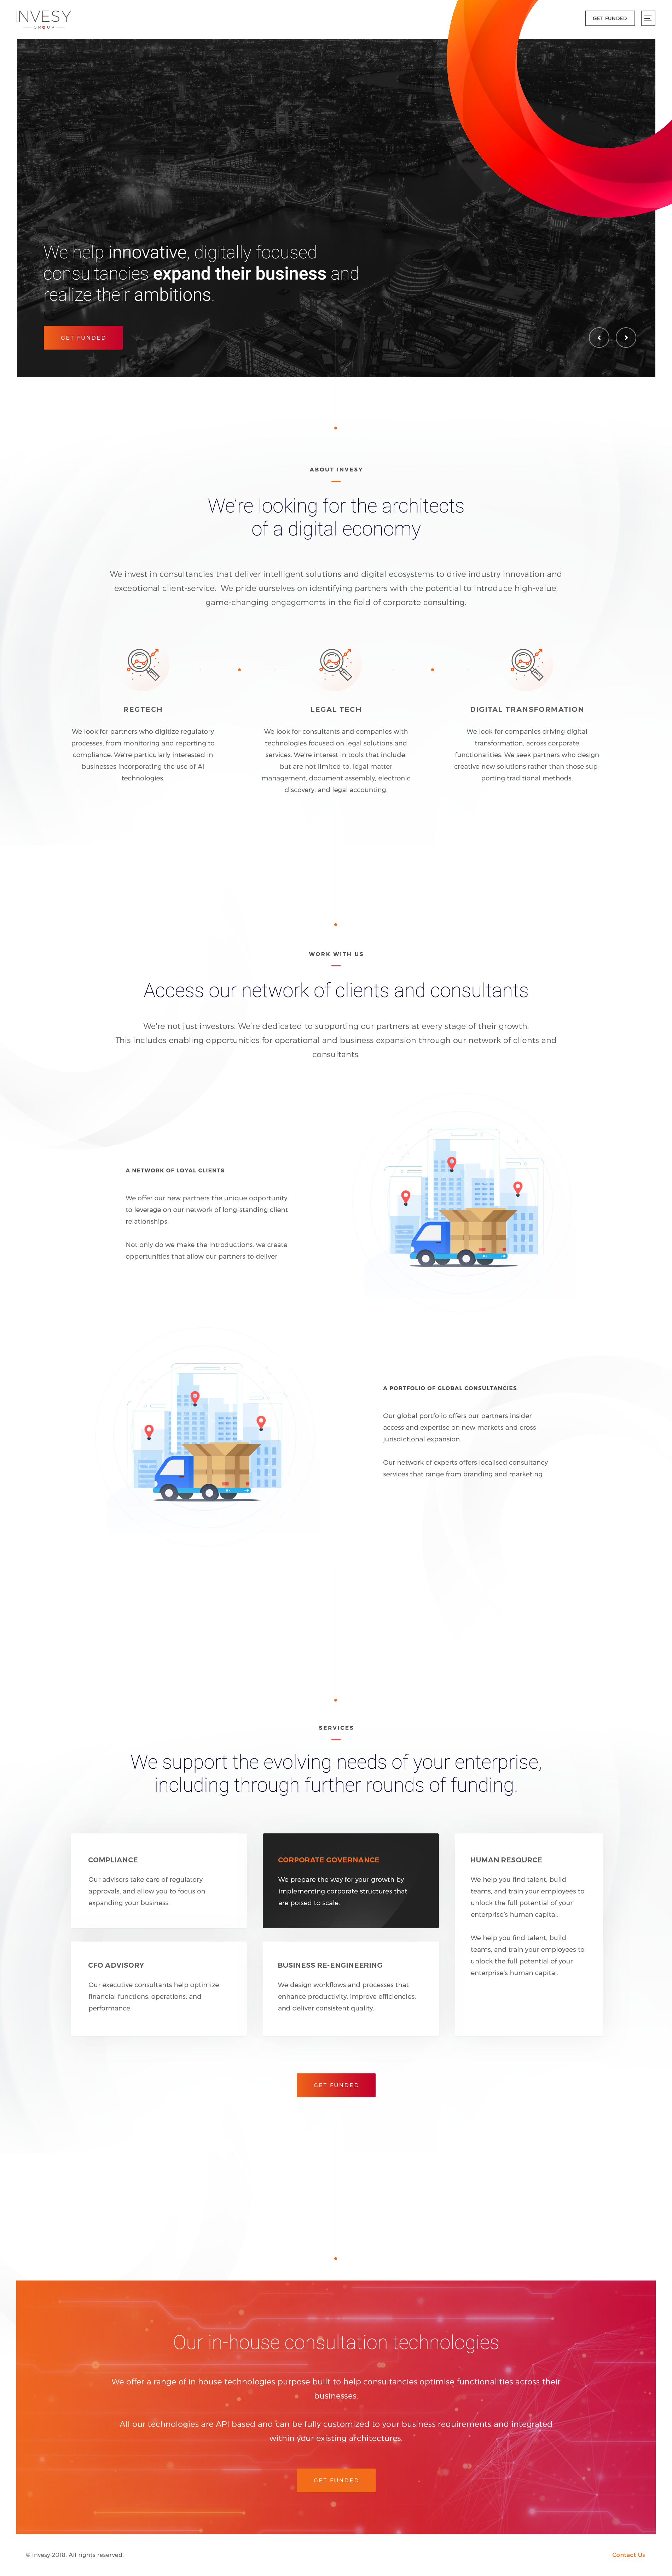 INVESY
GROUP
GET FUNDED
We help innovative, digitally focused
consultancies expand their business and
realize their ambitions.
GET FUNDED
ABOUT INVESY
We're looking for the architects
of a digital economy
We invest in consultancies that deliver intelligent solutions and digital ecosystems to drive industry innovation and
exceptional client-service. We pride ourselves on identifying partners with the potential to introduce high-value,
game-changing engagements in the field of corporate consulting.
REGTECH
We look for partners who digitize regulatory
processes, from monitoring and reporting to
compliance. We're particularly interested in
businesses incorporating the use of AI
technologies.
LEGAL TECH
We look for consultants and companies with
technologies focused on legal solutions and
services. We're interest in tools that include,
but are not limited to, legal matter
management, document assembly, electronic
discovery, and legal accounting.
DIGITAL TRANSFORMATION
We look for companies driving digital
transformation, across corporate
functionalities. We seek partners who design
creative new solutions rather than those sup-
porting traditional methods.
WORK WITH US
Access our network of clients and consultants
We're not just investors. We're dedicated to supporting our partners at every stage of their growth.
This includes enabling opportunities for operational and business expansion through our network of clients and
consultants.
A NETWORK OF LOYAL CLIENTS
We offer our new partners the unique opportunity
to leverage on our network of long-standing client
relationships.
Not only do we make the introductions, we create
opportunities that allow our partners to deliver
A PORTFOLIO OF GLOBAL CONSULTANCIES
Our global portfolio offers our partners insider
access and expertise on new markets and cross
jurisdictional expansion.
Our network of experts offers localised consultancy
services that range from branding and marketing
SERVICES
We support the evolving needs of your enterprise,
including through further rounds of funding.
COMPLIANCE
Our advisors take care of regulatory
approvals, and allow you to focus on
expanding your business.
CORPORATE GOVERNANCE
We prepare the way for your growth by
implementing corporate structures that
are poised to scale.
HUMAN RESOURCE
We help you find talent, build
teams, and train your employees to
unlock the full potential of your
enterprise's human capital.
We help you find talent, build
teams, and train your employees to
unlock the full potential of your
enterprise's human capital.
CFO ADVISORY
Our executive consultants help optimize
financial functions, operations, and
performance.
BUSINESS RE-ENGINEERING
We design workflows and processes that
enhance productivity, improve efficiencies,
and deliver consistent quality.
GET FUNDED
Our in-house consultation technologies
We offer a range of in house technologies purpose built to help consultancies optimise functionalities across their
businesses.
All our technologies are API based and can be fully customized to your business requirements and integrated
within your existing architectures.
GET FUNDED
© Invesy 2018. All rights reserved.
Contact Us